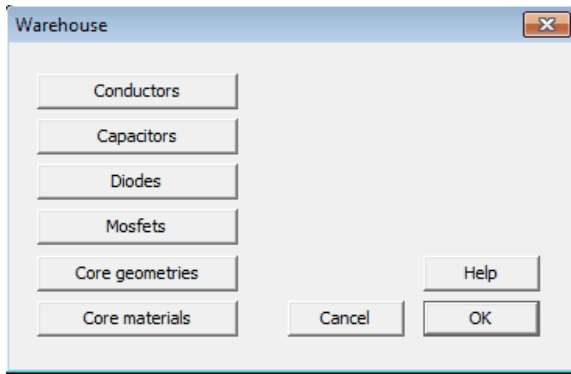 Warehouse
Conductors
Capacitors
Diodes
Mosfets
Core geometries
Help
Core materials
Cancel
OK